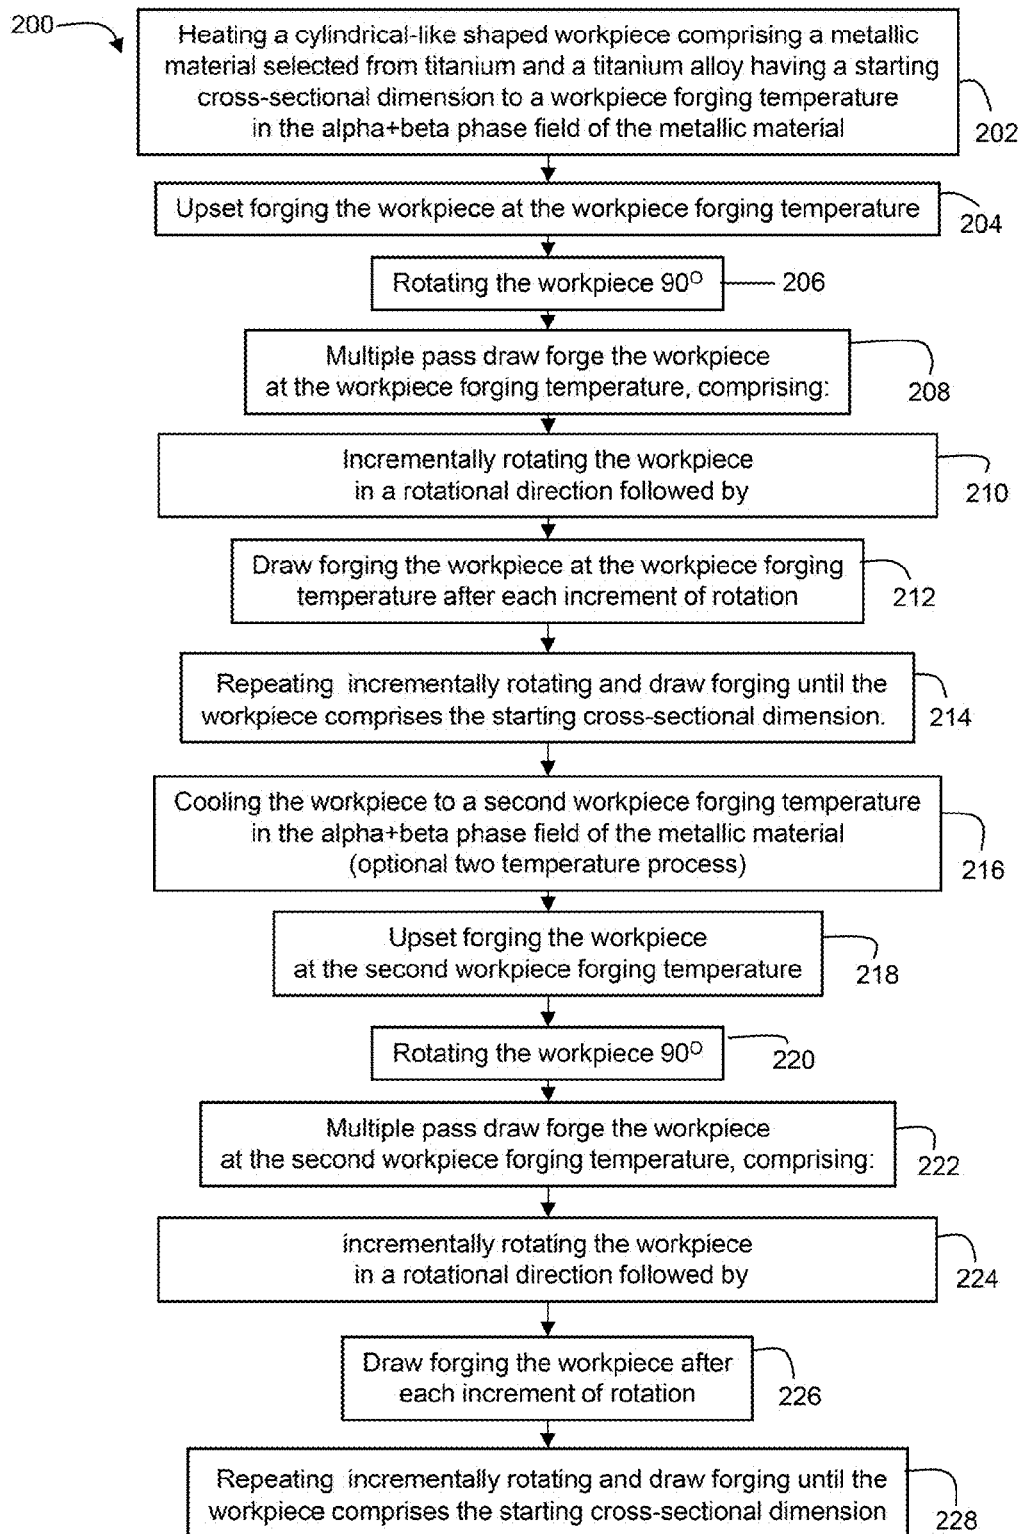 200
Heating a cylindrical-like shaped workpiece comprising a metallic
material selected from titanium and a titanium alloy having a starting
cross-sectional dimension to a workpiece forging temperature
in the alpha+beta phase field of the metallic material
202
Upset forging the workpiece at the workpiece forging temperature
204
Rotating the workpiece 90°
206
Multiple pass draw forge the workpiece
at the workpiece forging temperature, comprising:
208
Incrementally rotating the workpiece
in a rotational direction followed by
210
Draw forging the workpiece at the workpiece forging
temperature after each increment of rotation
212
Repeating incrementally rotating and draw forging until the
workpiece comprises the starting cross-sectional dimension.
214
Cooling the workpiece to a second workpiece forging temperature
in the alpha+beta phase field of the metallic material
(optional two temperature process)
216
Upset forging the workpiece
at the second workpiece forging temperature
218
Rotating the workpiece 90°
220
Multiple pass draw forge the workpiece
at the second workpiece forging temperature, comprising:
222
incrementally rotating the workpiece
in a rotational direction followed by
224
Draw forging the workpiece after
each increment of rotation
226
Repeating incrementally rotating and draw forging until the
workpiece comprises the starting cross-sectional dimension
228